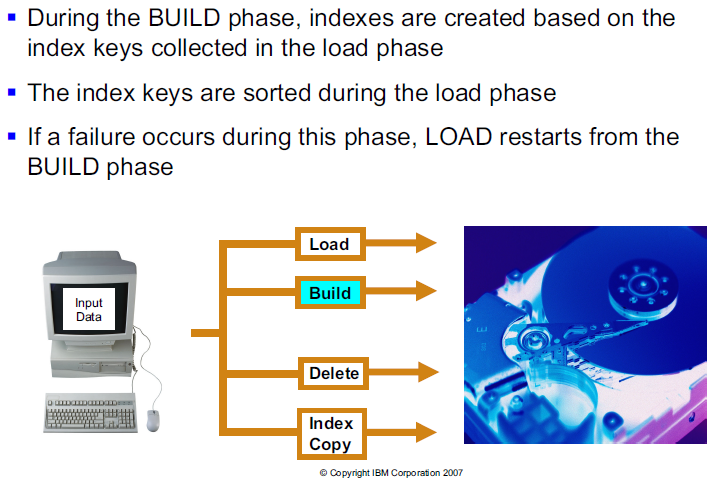 During the BUILD phase, indexes are created based on the
index keys collected in the load phase
The index keys are sorted during the load phase
If a failure occurs during this phase, LOAD restarts from the
BUILD phase
Input
Data
Load
Build
Delete
Index
Copy
© Copyright IBM Corporation 2007